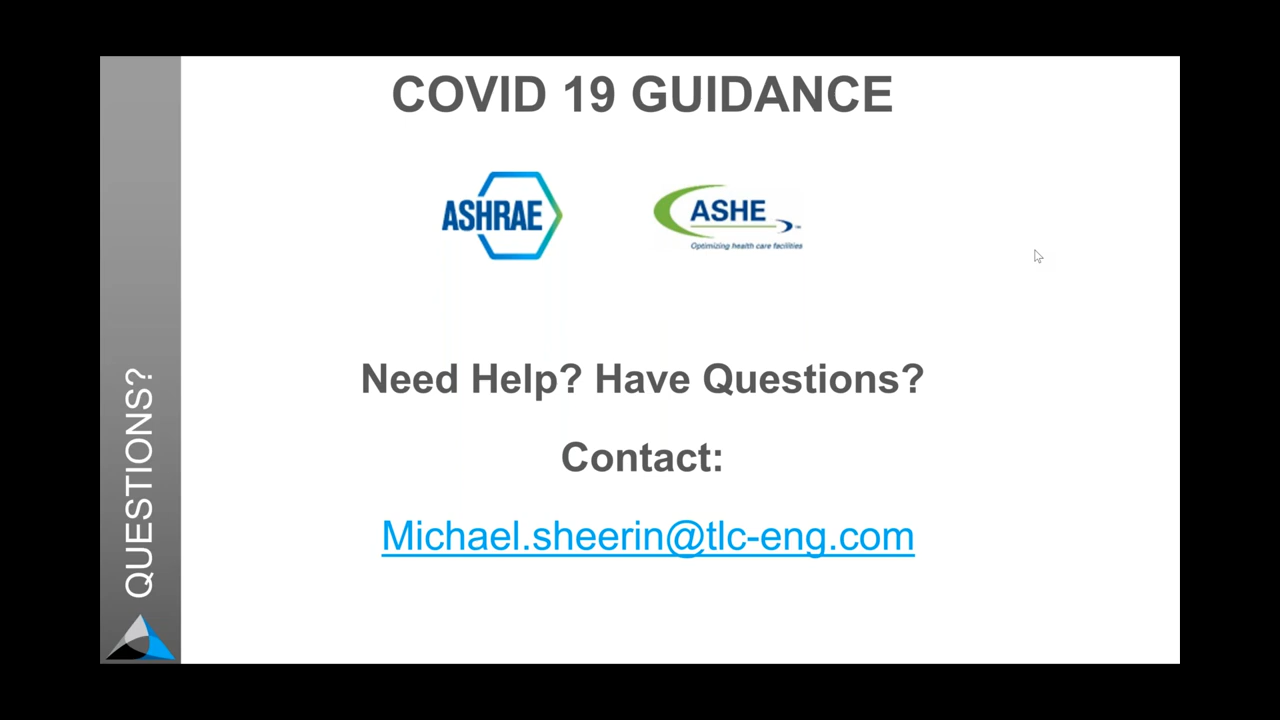 COVID 19 GUIDANCE
ASHRAE
ASHE
Optimizing health care facilities
Need Help? Have Questions?
Contact:
Michael.sheerin@tlc-eng.com
QUESTIONS?